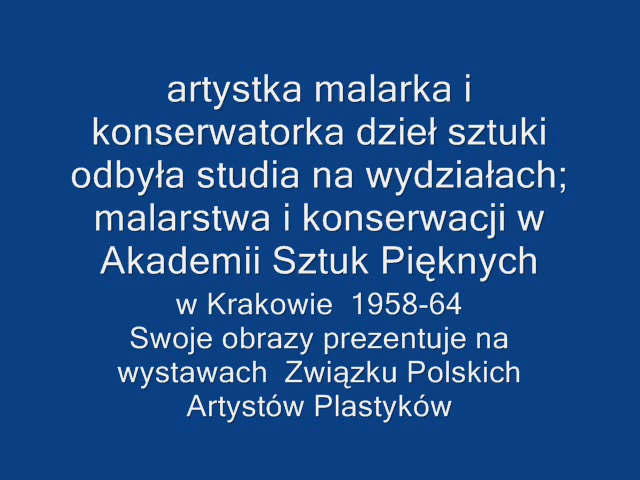 artystka malarka i
konserwatorka dzieł sztuki
odbyła studia na wydziałach;
malarstwa i konserwacji w
Akademii Sztuk Pięknych
w Krakowie  1958-64
Swoje obrazy prezentuje na
wystawach  Związku Polskich
Artystów Plastyków